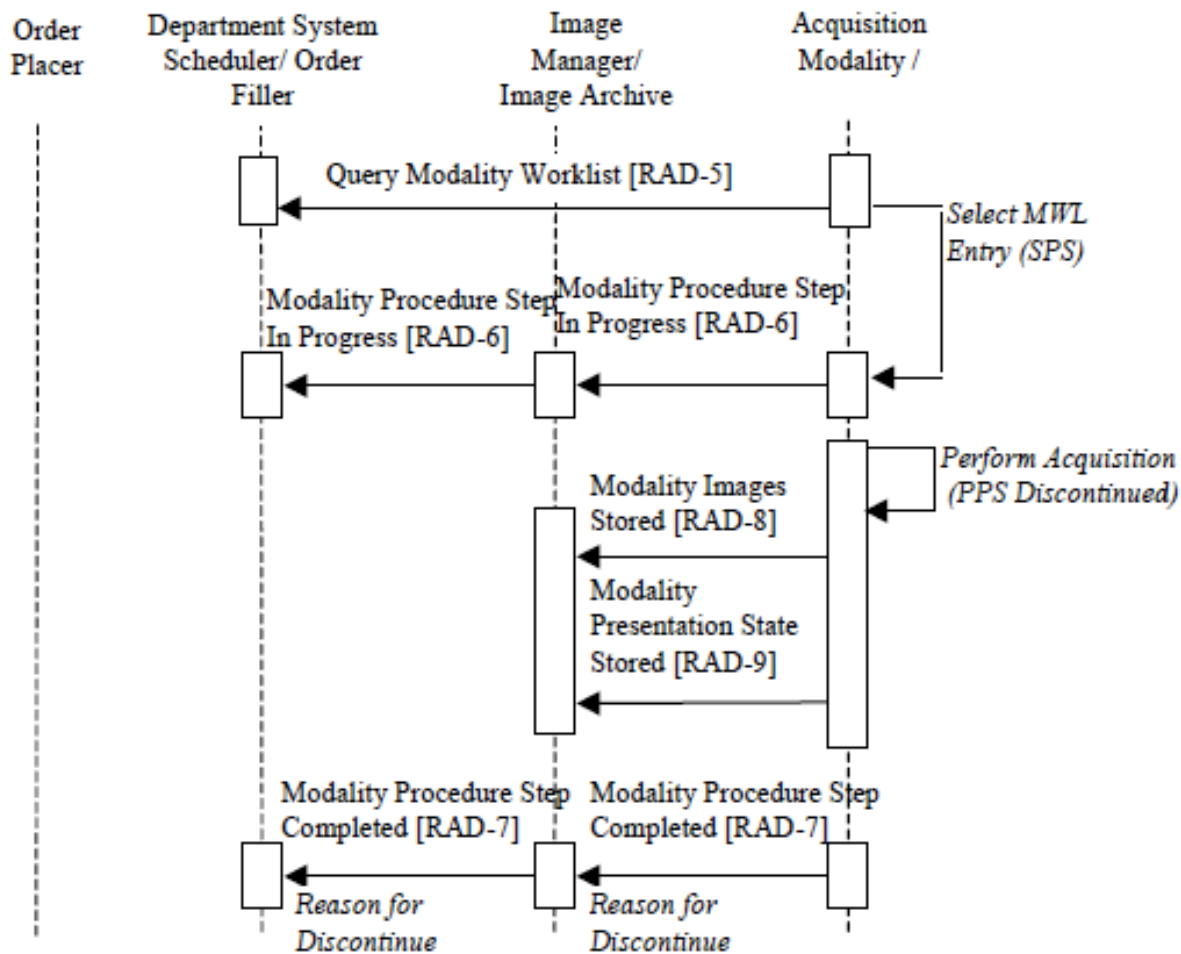 Order
Placer
Department System
Scheduler/ Order
Filler
Image
Manager/
Image Archive
Acquisition
Modality /
Query Modality Worklist [RAD-5]
Select MWL
Entry (SPS)
Modality Procedure Step
In Progress [RAD-6]
Modality Procedure Step
In Progress [RAD-6]
Perform Acquisition
(PPS Discontinued)
Modality Images
Stored [RAD-8]
Modality
Presentation State
Stored [RAD-9]
Modality Procedure Step
Completed [RAD-7]
Modality Procedure Step
Completed [RAD-7]
Reason for
Discontinue
Reason for
Discontinue